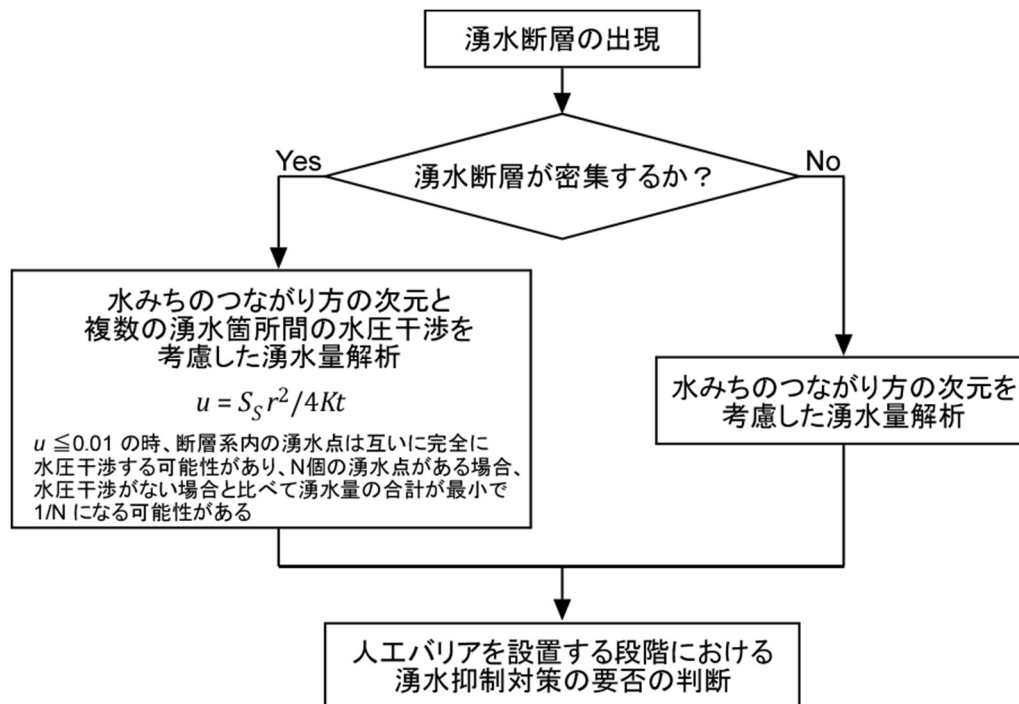 湧水断層の出現
湧水断層が密集するか？
Yes
No
水みちのつながり方の次元と
複数の湧水箇所間の水圧干渉を
考慮した湧水量解析
u = S_S r²/4Kt
u ≦0.01 の時、断層系内の湧水点は互いに完全に
水圧干渉する可能性があり、N個の湧水点がある場合、
水圧干渉がない場合と比べて湧水量の合計が最小で
1/N になる可能性がある
水みちのつながり方の次元を
考慮した湧水量解析
人工バリアを設置する段階における
湧水抑制対策の要否の判断